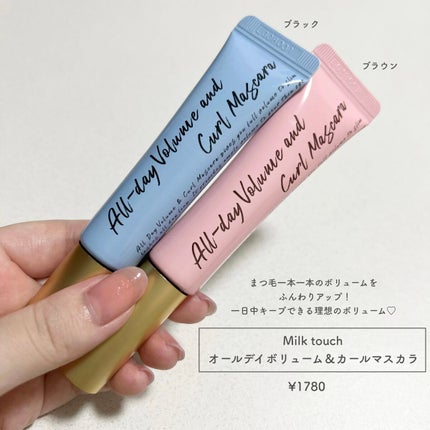 ブラック
ブラウン
All-day Volume and
Curl Mascara
All-day Volume and
Curl Mascara
まつ毛一本一本のボリュームを
ふんわりアップ！
一日中キープできる理想のボリューム♡
Milk touch
オールデイボリューム＆カールマスカラ
¥1780